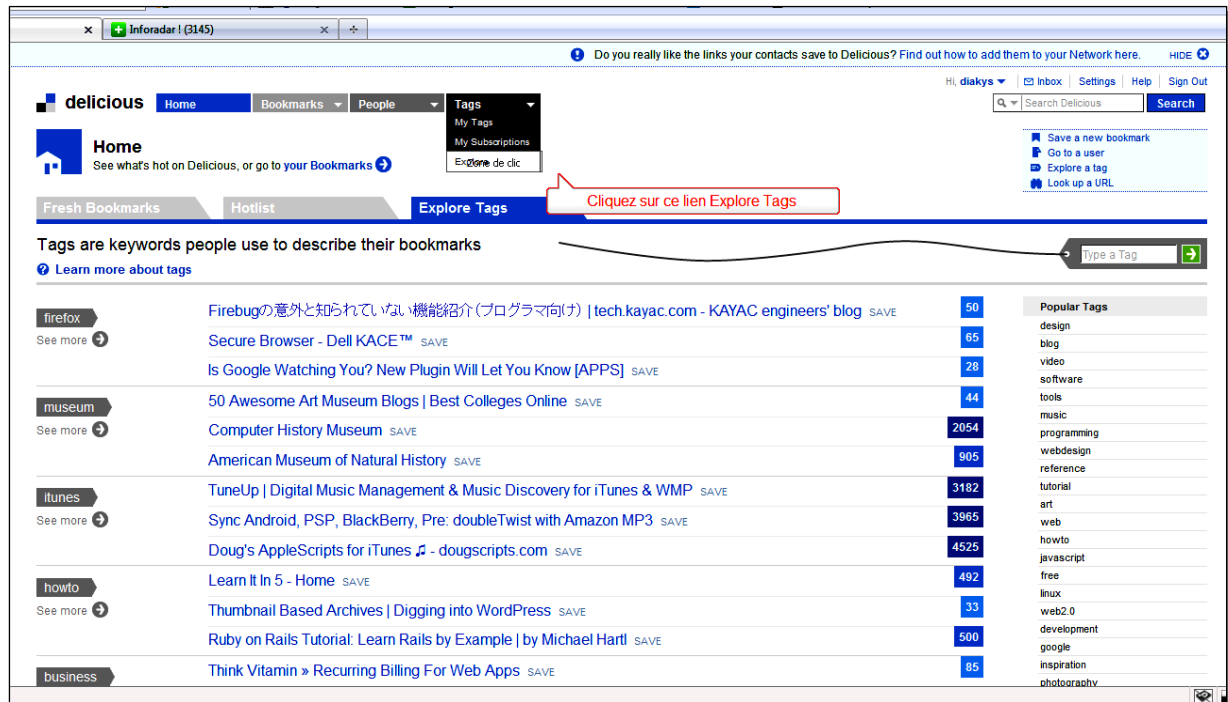 Inforadar ! (3145)
Do you really like the links your contacts save to Delicious? Find out how to add them to your Network here. HIDE
Hi, diakys Inbox Settings Help Sign Out
delicious Home Bookmarks People Tags Search Delicious Search
My Tags
My Subscriptions
Explore Zone de clic
Home
See what's hot on Delicious, or go to your Bookmarks
Save a new bookmark
Go to a user
Explore a tag
Look up a URL
Cliquez sur ce lien Explore Tags
Fresh Bookmarks Hotlist Explore Tags
Tags are keywords people use to describe their bookmarks
Type a Tag
Learn more about tags
firefox
See more
Firebugの意外と知られていない機能紹介(プログラマ向け) | tech.kayac.com - KAYAC engineers' blog SAVE 50
Secure Browser - Dell KACE™ SAVE 65
Is Google Watching You? New Plugin Will Let You Know [APPS] SAVE 28
museum
See more
50 Awesome Art Museum Blogs | Best Colleges Online SAVE 44
Computer History Museum SAVE 2054
American Museum of Natural History SAVE 905
itunes
See more
TuneUp | Digital Music Management & Music Discovery for iTunes & WMP SAVE 3182
Sync Android, PSP, BlackBerry, Pre: doubleTwist with Amazon MP3 SAVE 3965
Doug's AppleScripts for iTunes ♫ - dougscripts.com SAVE 4525
howto
See more
Learn It In 5 - Home SAVE 492
Thumbnail Based Archives | Digging into WordPress SAVE 33
Ruby on Rails Tutorial: Learn Rails by Example | by Michael Hartl SAVE 500
business
Think Vitamin » Recurring Billing For Web Apps SAVE 85
Popular Tags
design
blog
video
software
tools
music
programming
webdesign
reference
tutorial
art
web
howto
javascript
free
linux
web2.0
development
google
inspiration
photography